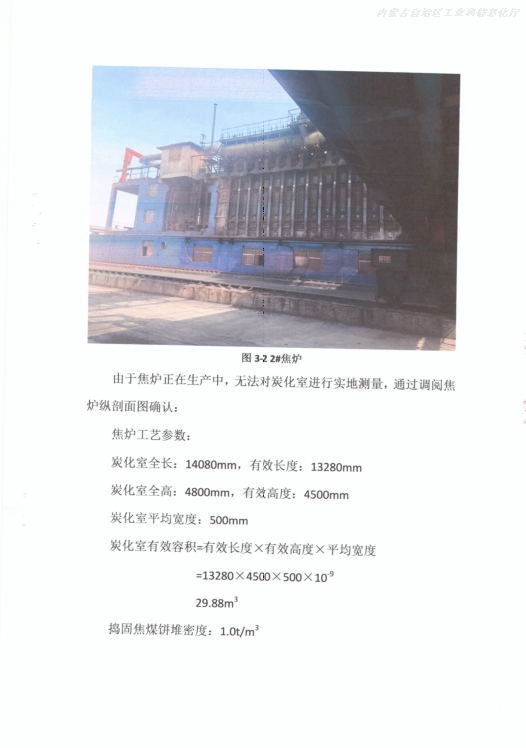 内蒙古自治区工业和信息化厅
图 3-2 2#焦炉
由于焦炉正在生产中，无法对炭化室进行实地测量，通过调阅焦
炉纵剖面图确认：
焦炉工艺参数：
炭化室全长：14080mm，有效长度：13280mm
炭化室全高：4800mm，有效高度：4500mm
炭化室平均宽度：500mm
炭化室有效容积=有效长度×有效高度×平均宽度
=13280×4500×500×10⁻⁹
29.88m³
捣固焦煤饼堆密度：1.0t/m³